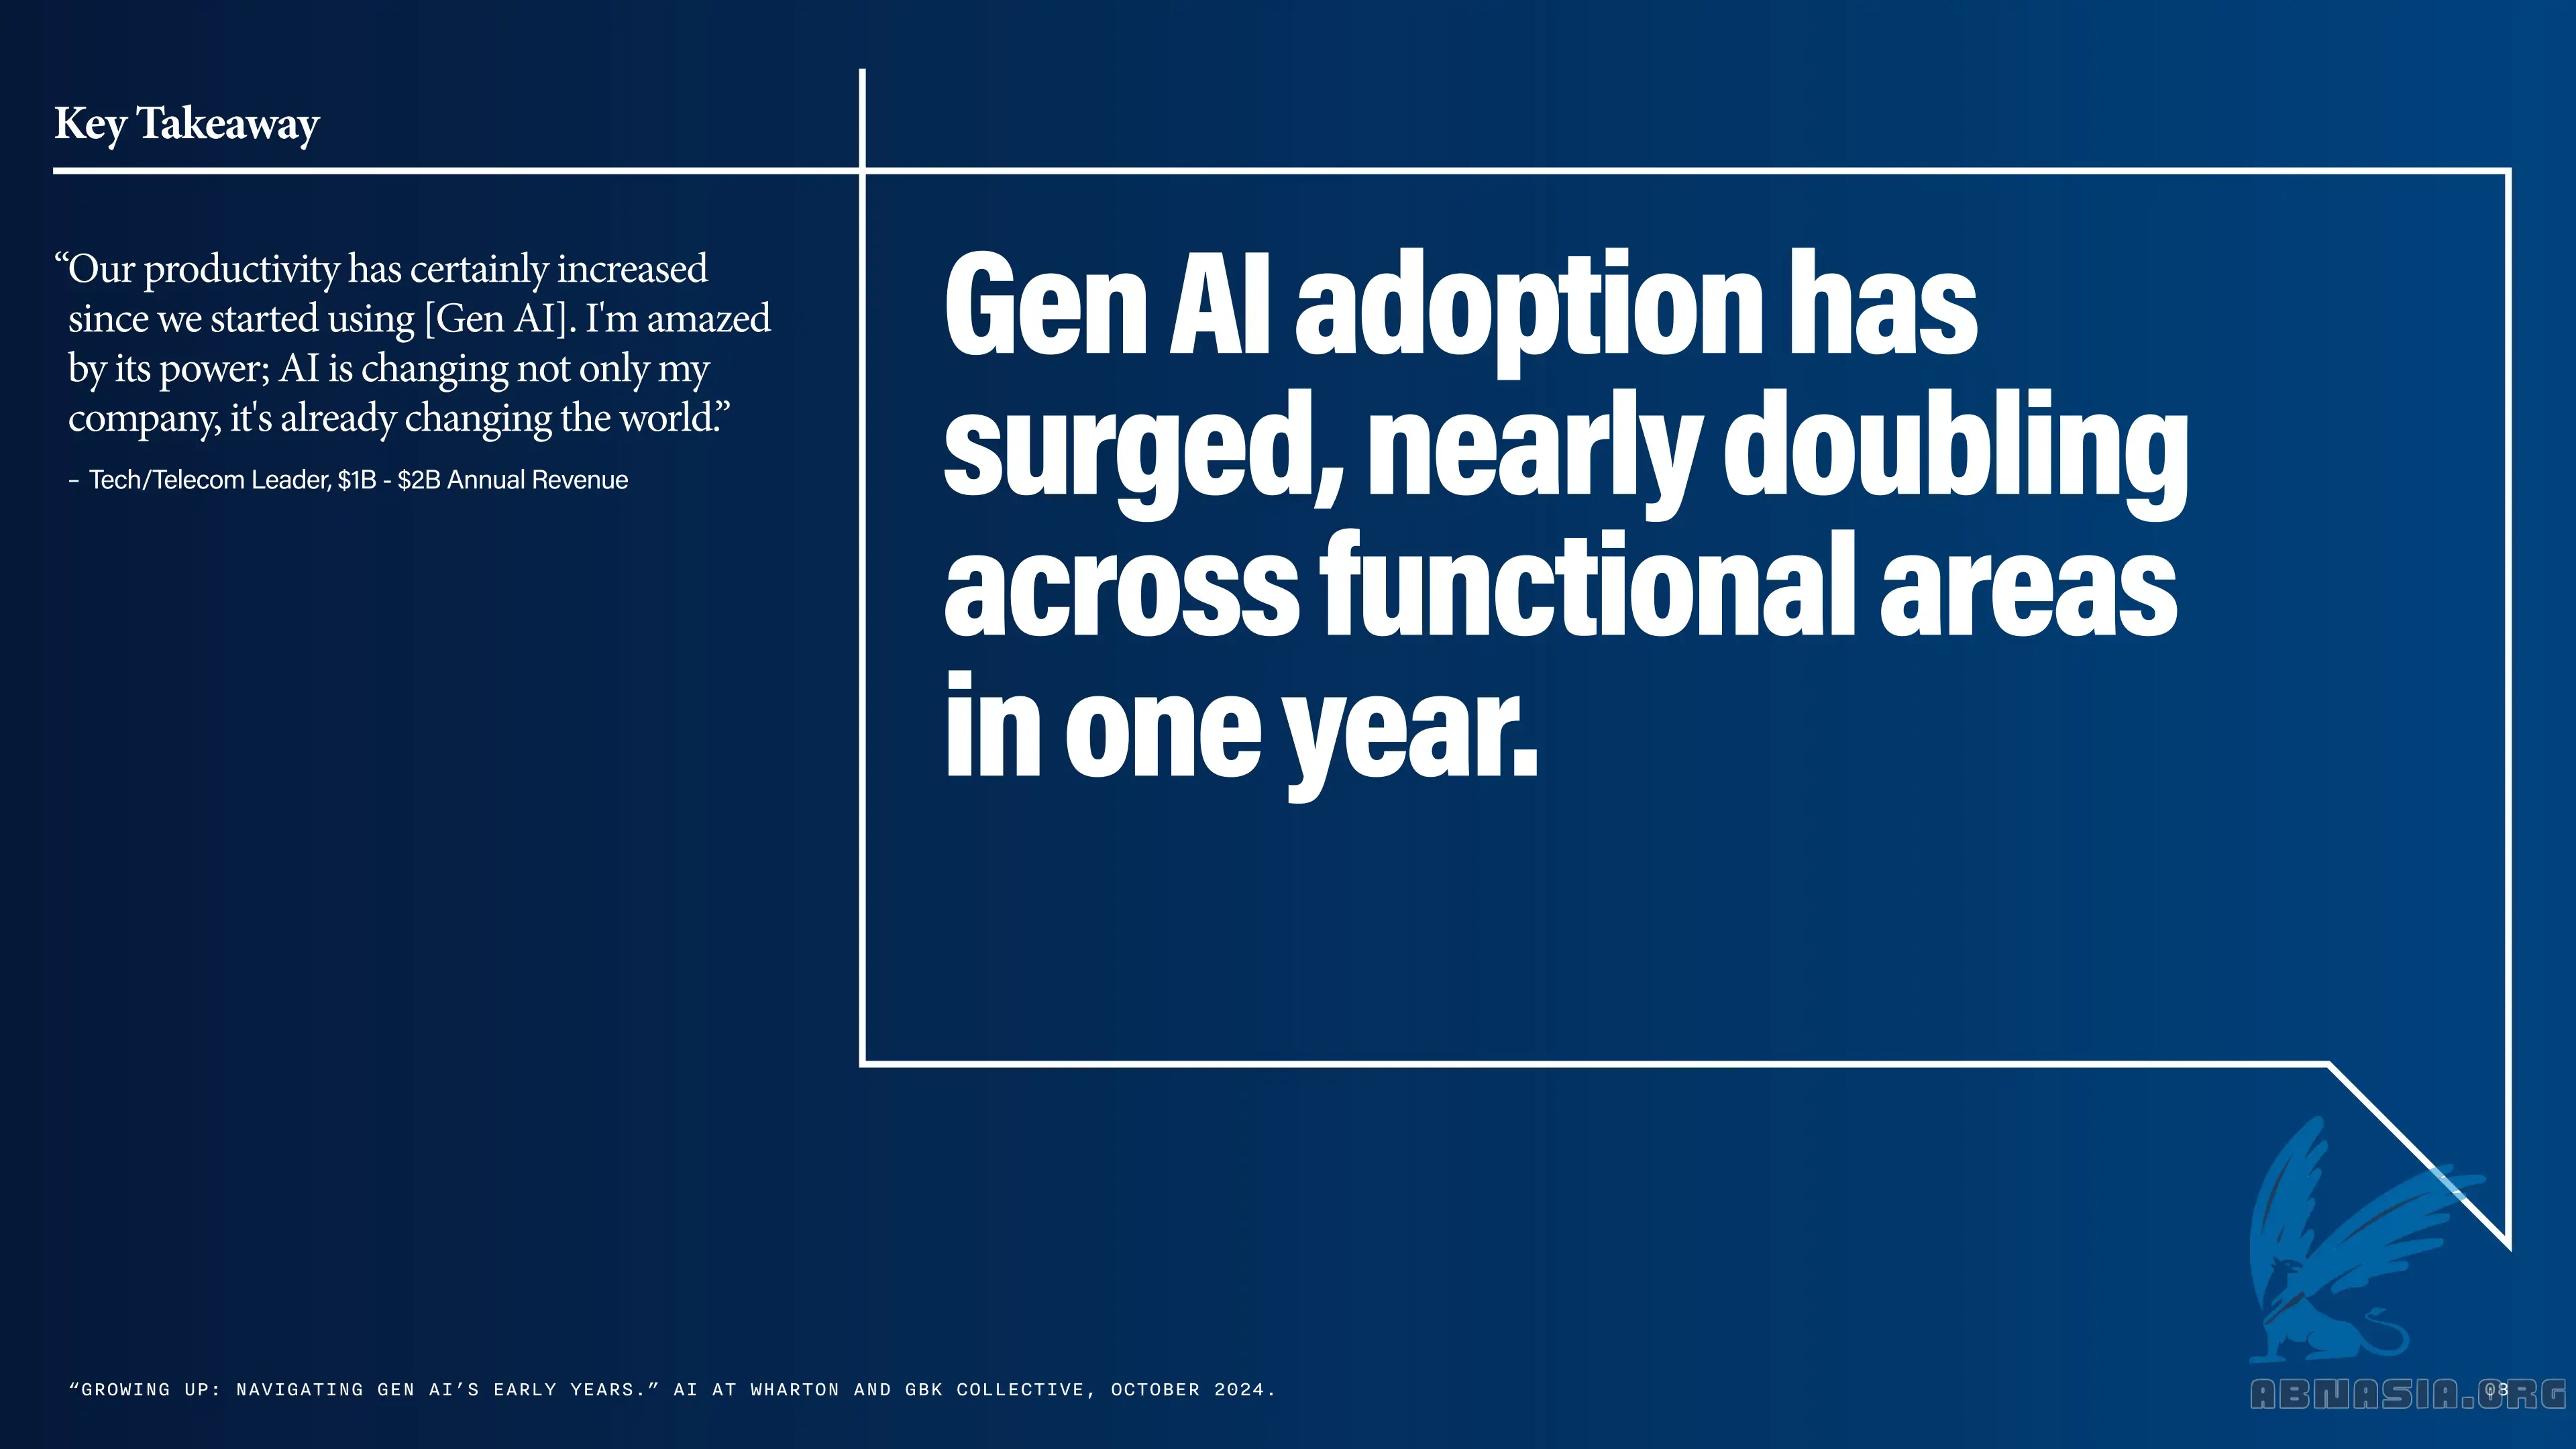 Key Takeaway
“Our productivity has certainly increased
since we started using [Gen AI]. I'm amazed
by its power; AI is changing not only my
company, it's already changing the world.”
– Tech/Telecom Leader, $1B - $2B Annual Revenue
Gen AI adoption has
surged, nearly doubling
across functional areas
in one year.
“GROWING UP: NAVIGATING GEN AI’S EARLY YEARS.” AI AT WHARTON AND GBK COLLECTIVE, OCTOBER 2024.
03
ABNASIA.ORG